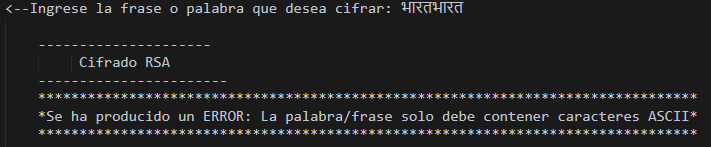 <--Ingrese la frase o palabra que desea cifrar: भारतभारत
----------------------
Cifrado RSA
------------------------
********************************************************************************
*Se ha producido un ERROR: La palabra/frase solo debe contener caracteres ASCII*
********************************************************************************